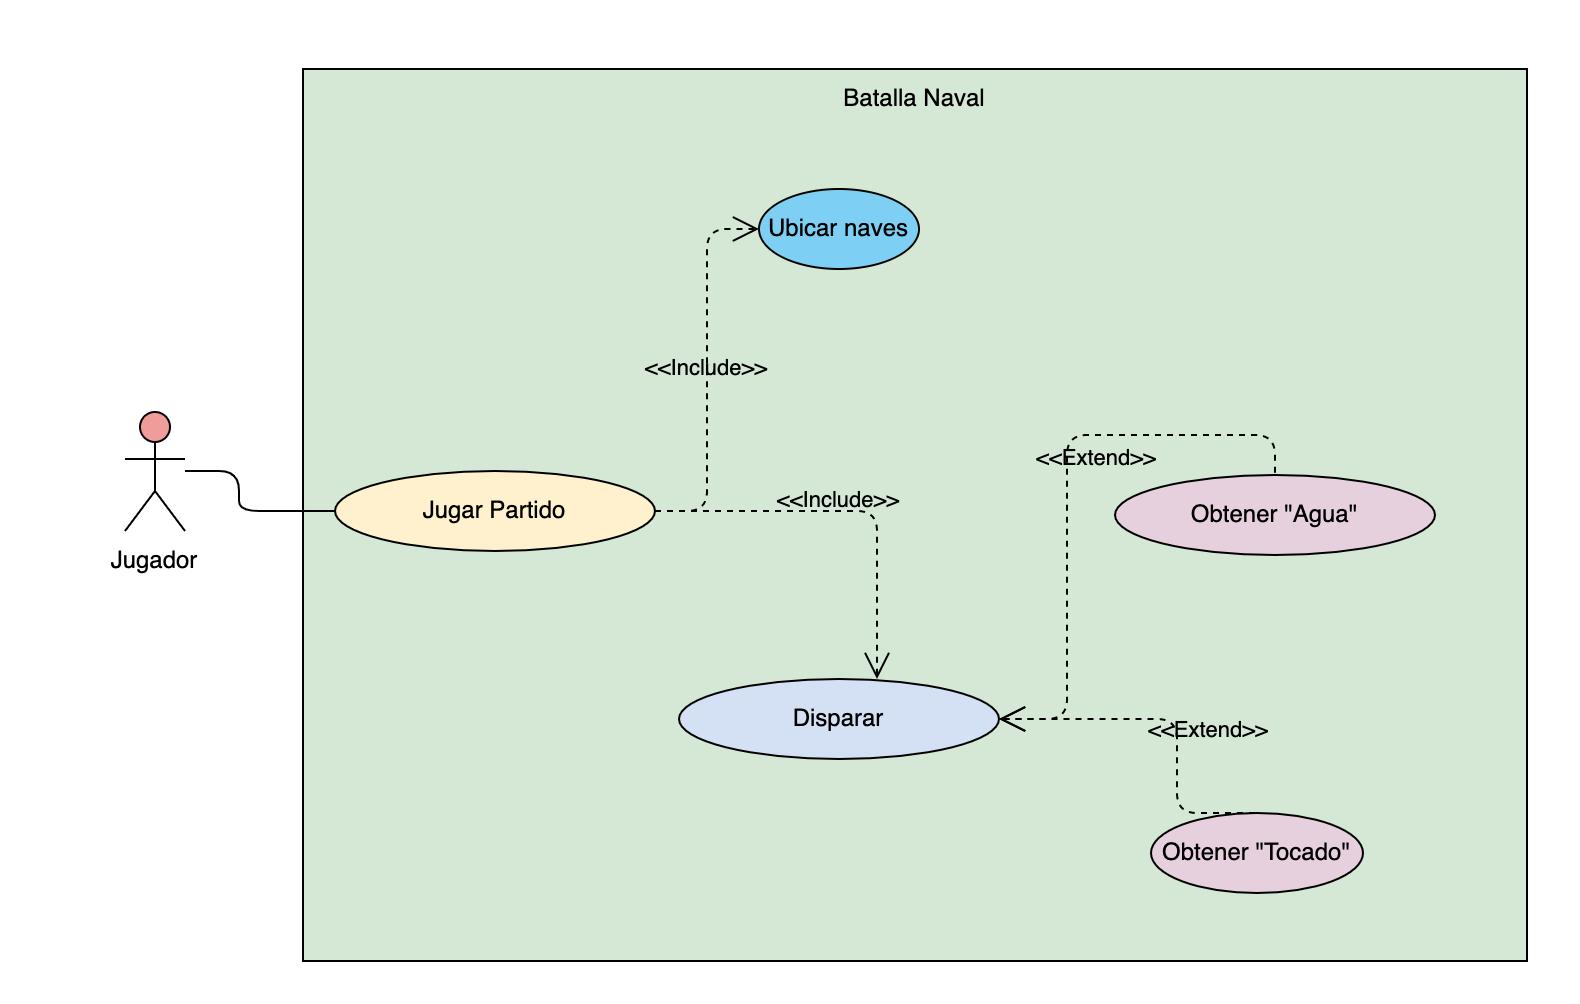 Batalla Naval
Ubicar naves
<<Include>>
<<Extend>>
<<Include>>
Jugar Partido
Obtener "Agua"
Jugador
Disparar
<<Extend>>
Obtener "Tocado"